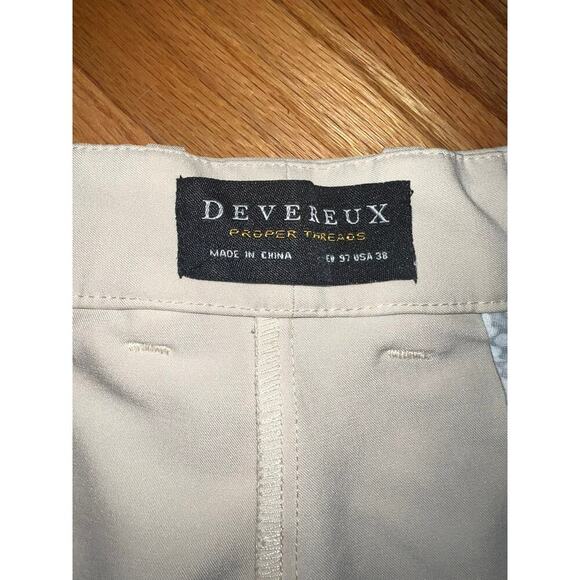 DEVEREUX
PROPER THREADS
MADE IN CHINA EU 97 USA 38